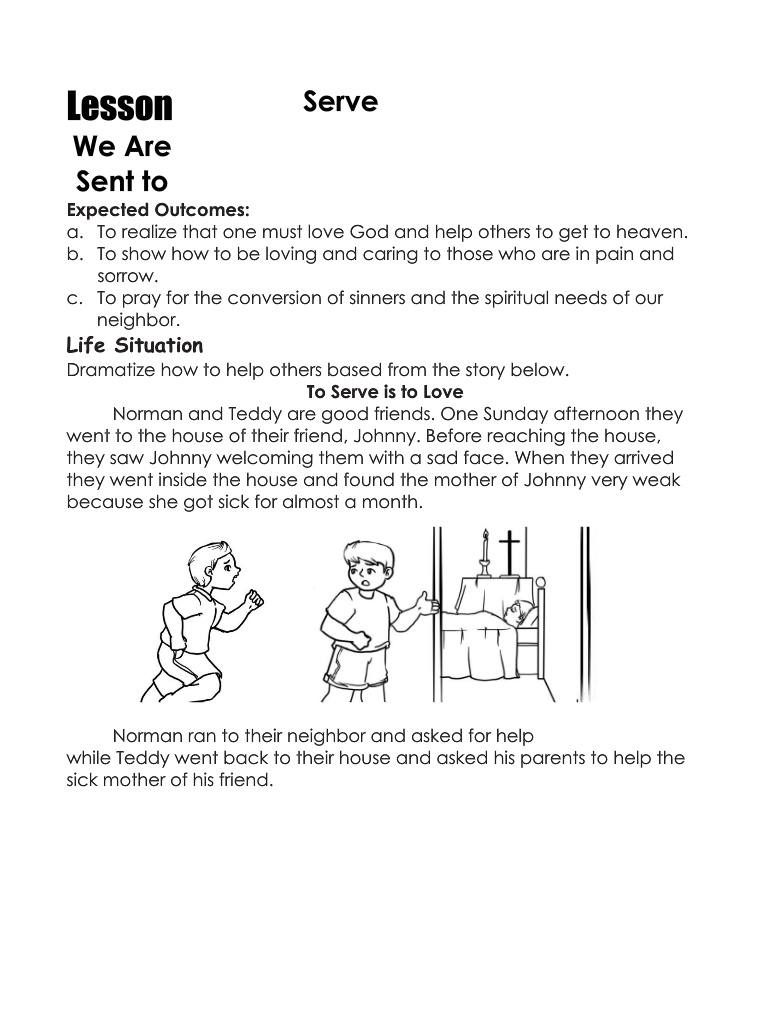 Lesson
Serve
We Are
Sent to
Expected Outcomes:
a. To realize that one must love God and help others to get to heaven.
b. To show how to be loving and caring to those who are in pain and
sorrow.
c. To pray for the conversion of sinners and the spiritual needs of our
neighbor.
Life Situation
Dramatize how to help others based from the story below.
To Serve is to Love
Norman and Teddy are good friends. One Sunday afternoon they
went to the house of their friend, Johnny. Before reaching the house,
they saw Johnny welcoming them with a sad face. When they arrived
they went inside the house and found the mother of Johnny very weak
because she got sick for almost a month.
Norman ran to their neighbor and asked for help
while Teddy went back to their house and asked his parents to help the
sick mother of his friend.